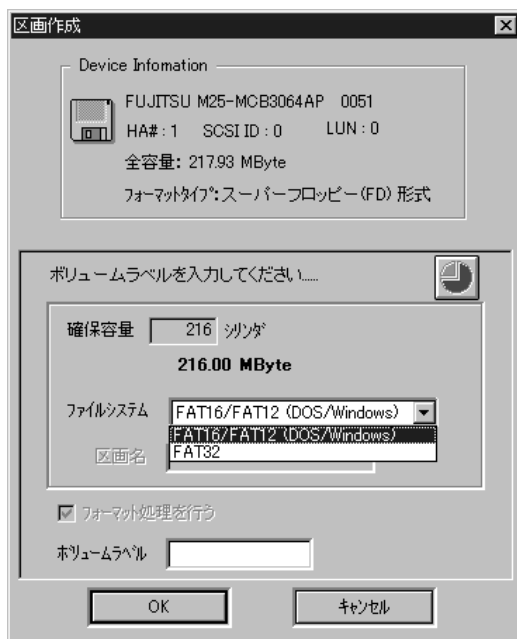 区画作成
Device Infomation
FUJITSU M25-MCB3064AP 0051
HA# : 1 SCSI ID : 0 LUN : 0
全容量: 217.93 MByte
フォーマットタイプ:スーパーフロッピー(FD) 形式
ボリュームラベルを入力してください.....
確保容量 216 シリンダ
216.00 MByte
ファイルシステム FAT16/FAT12 (DOS/Windows)
FAT16/FAT12 (DOS/Windows)
区画名 FAT32
フォーマット処理を行う
ボリュームラベル
OK キャンセル